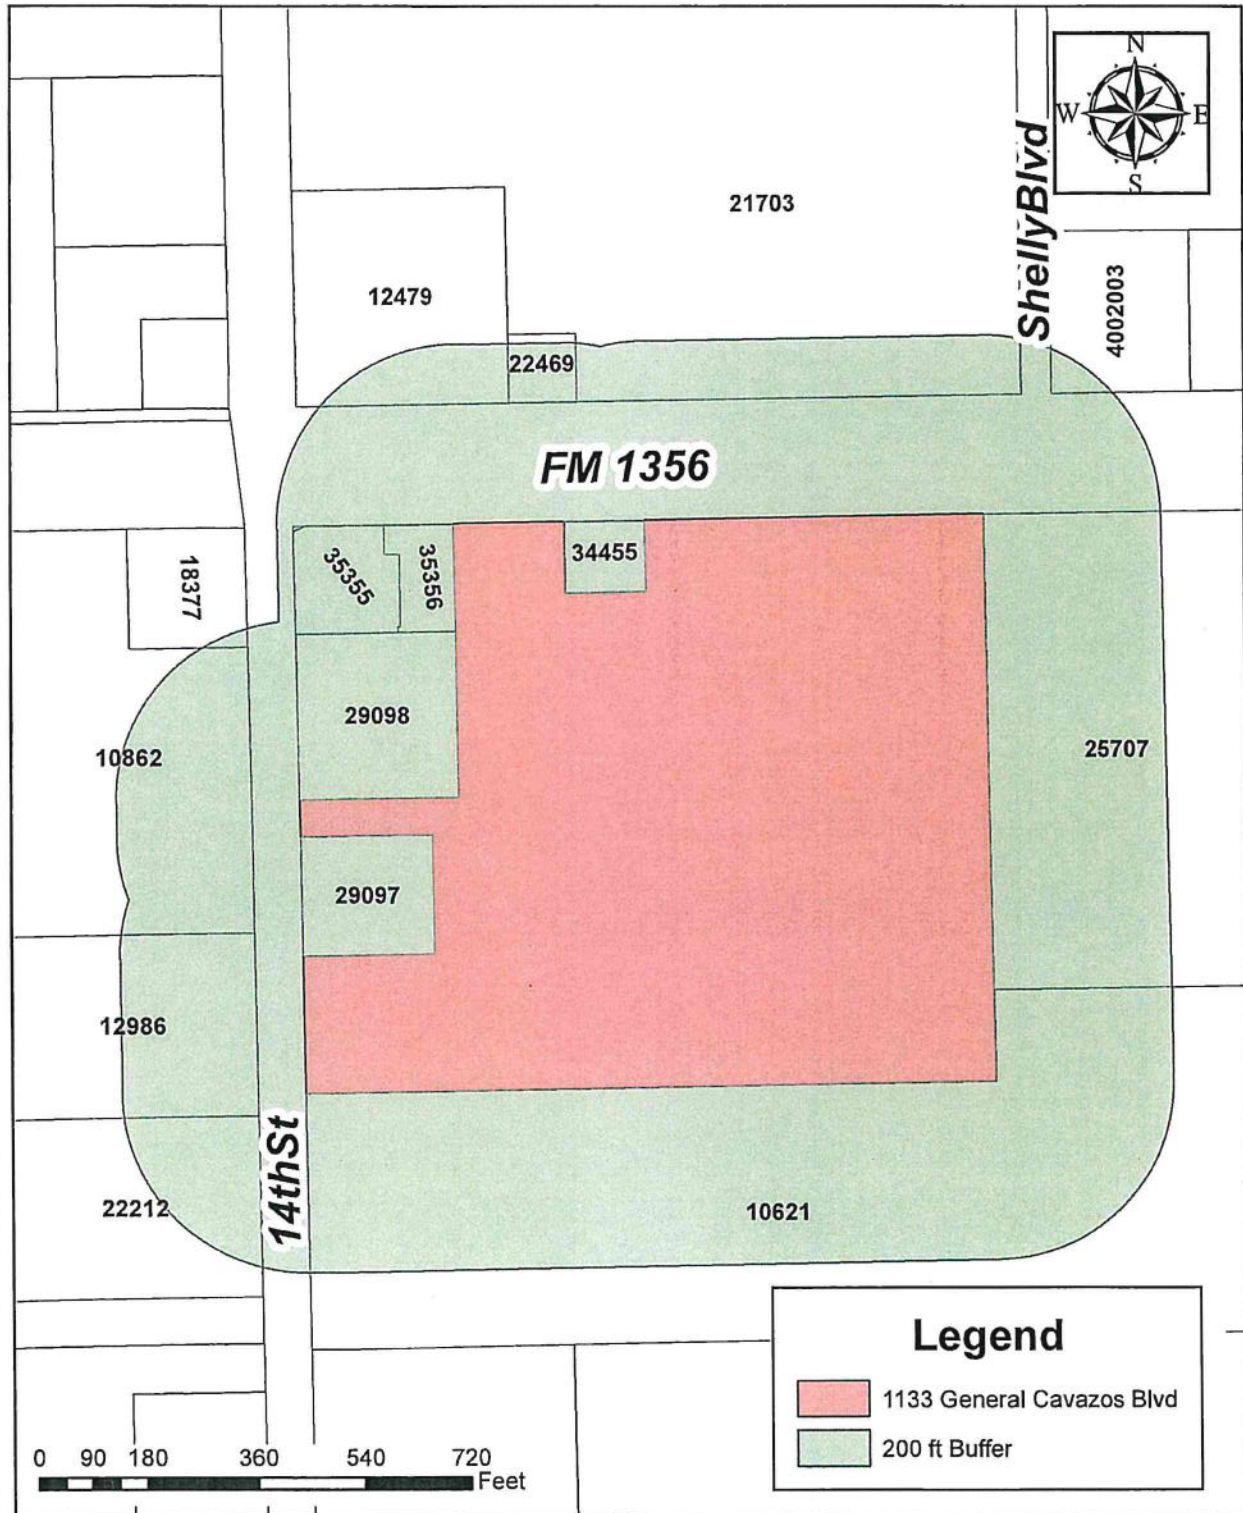 N
W E
S
ShellyBlvd
21703
12479
4002003
22469
FM 1356
18377
35355
35356
34455
29098
10862
25707
29097
12986
14thSt
22212
10621
Legend
1133 General Cavazos Blvd
200 ft Buffer
0 90 180 360 540 720
Feet